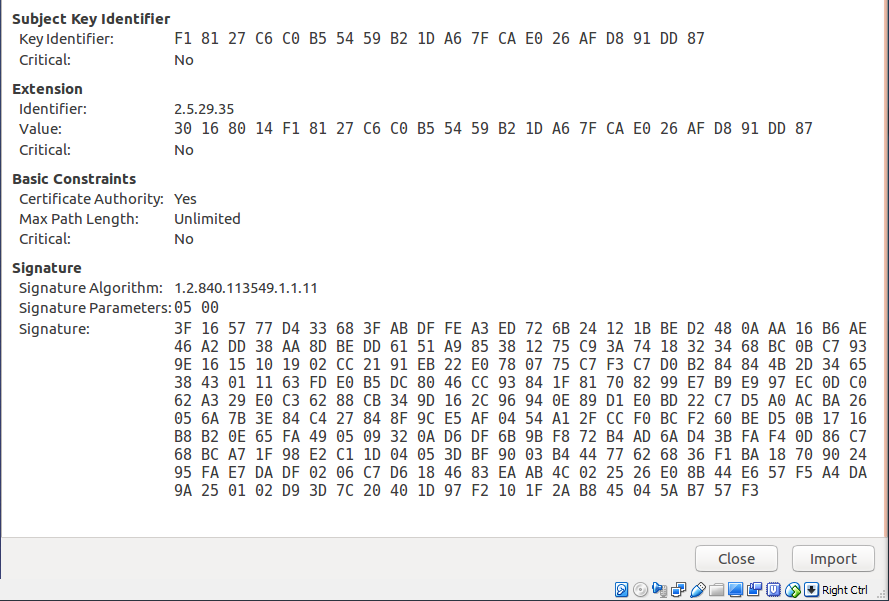 Subject Key Identifier
Key Identifier: F1 81 27 C6 C0 B5 54 59 B2 1D A6 7F CA E0 26 AF D8 91 DD 87
Critical: No
Extension
Identifier: 2.5.29.35
Value: 30 16 80 14 F1 81 27 C6 C0 B5 54 59 B2 1D A6 7F CA E0 26 AF D8 91 DD 87
Critical: No
Basic Constraints
Certificate Authority: Yes
Max Path Length: Unlimited
Critical: No
Signature
Signature Algorithm: 1.2.840.113549.1.1.11
Signature Parameters: 05 00
Signature: 3F 16 57 77 D4 33 68 3F AB DF FE A3 ED 72 6B 24 12 1B BE D2 48 0A AA 16 B6 AE
46 A2 DD 38 AA 8D BE DD 61 51 A9 85 38 12 75 C9 3A 74 18 32 34 68 BC 0B C7 93
9E 16 15 10 19 02 CC 21 91 EB 22 E0 78 07 75 C7 F3 C7 D0 B2 84 84 4B 2D 34 65
38 43 01 11 63 FD E0 B5 DC 80 46 CC 93 84 1F 81 70 82 99 E7 B9 E9 97 EC 0D C0
62 A3 29 E0 C3 62 88 CB 34 9D 16 2C 96 94 0E 89 D1 E0 BD 22 C7 D5 A0 AC BA 26
05 6A 7B 3E 84 C4 27 84 8F 9C E5 AF 04 54 A1 2F CC F0 BC F2 60 BE D5 0B 17 16
B8 B2 0E 65 FA 49 05 09 32 0A D6 DF 6B 9B F8 72 B4 AD 6A D4 3B FA F4 0D 86 C7
68 BC A7 1F 98 E2 C1 1D 04 05 3D BF 90 03 B4 44 77 62 68 36 F1 BA 18 70 90 24
95 FA E7 DA DF 02 06 C7 D6 18 46 83 EA AB 4C 02 25 26 E0 8B 44 E6 57 F5 A4 DA
9A 25 01 02 D9 3D 7C 20 40 1D 97 F2 10 1F 2A B8 45 04 5A B7 57 F3
Close Import
Right Ctrl